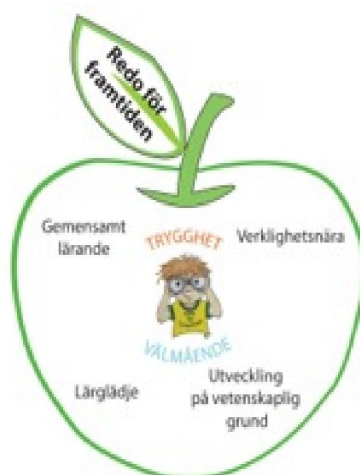 Redo för
framtiden
Gemensamt
lärande
TRYGGHET
Verklighetsnära
VÄLMÅENDE
Lärglädje
Utveckling
på vetenskaplig
grund